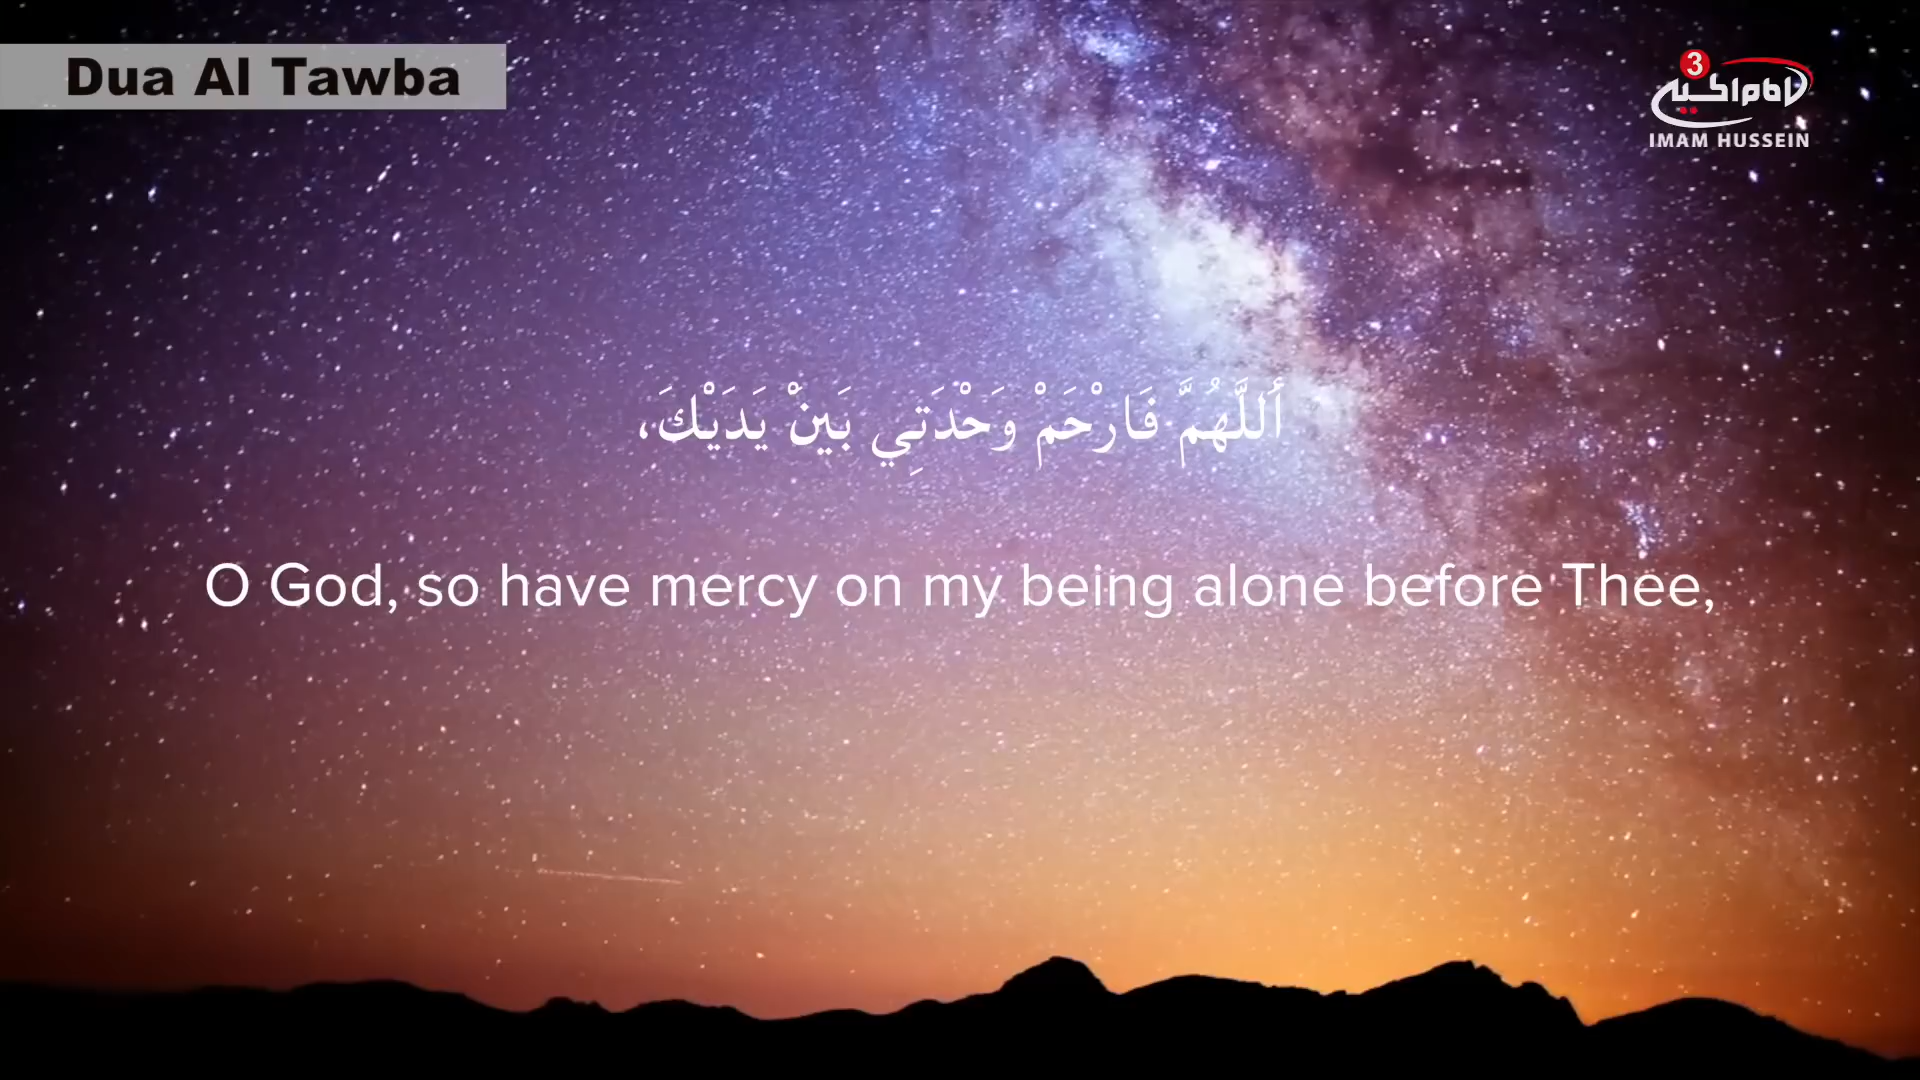 Dua Al Tawba
3
IMAM HUSSEIN
أَللَّهُمَّ فَارْحَمْ وَحْدَتِي بَيْنَ يَدَيْكَ،
O God, so have mercy on my being alone before Thee,